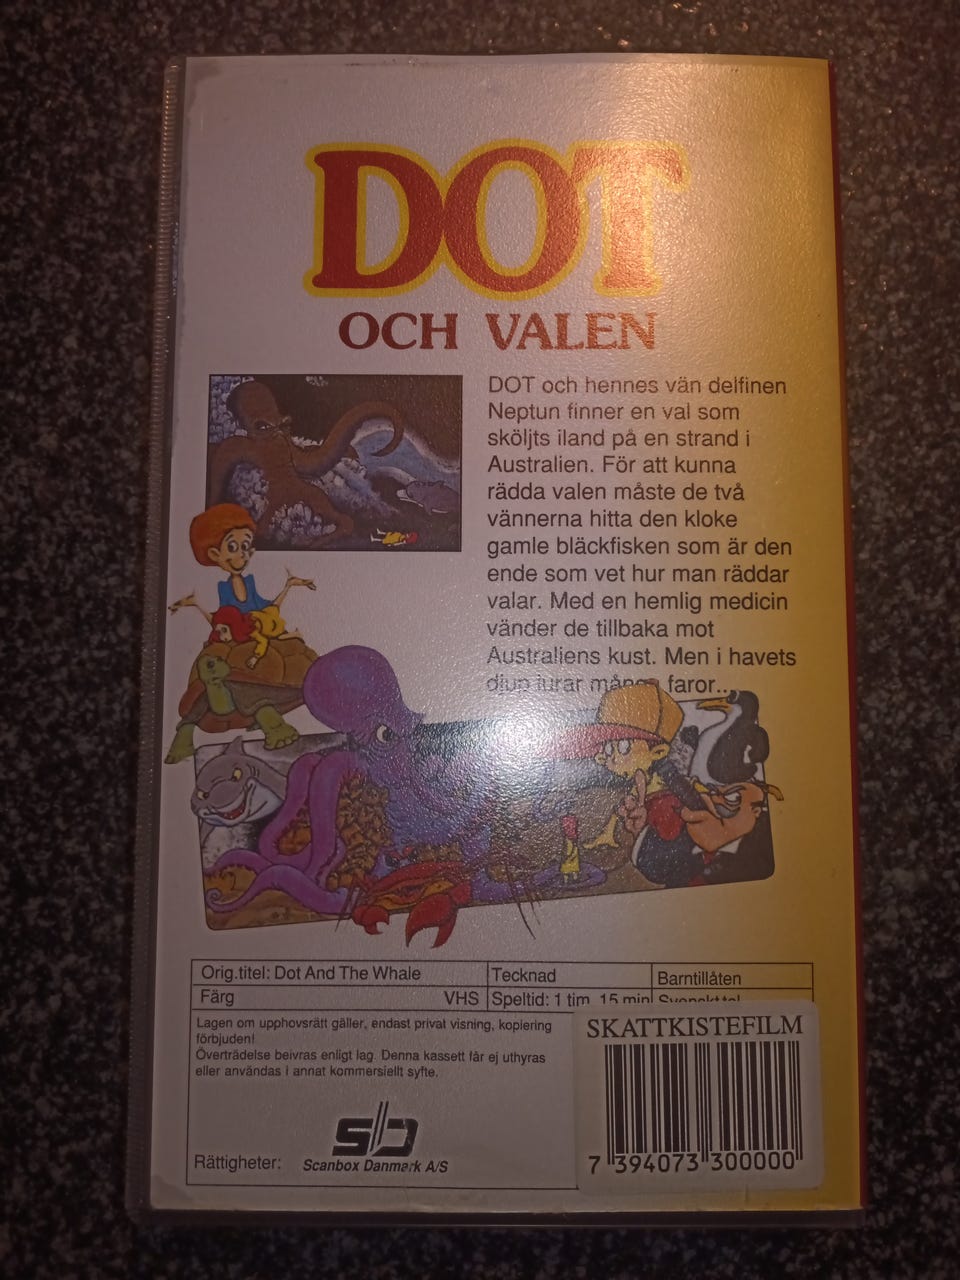 DOT
OCH VALEN
DOT och hennes vän delfinen
Neptun finner en val som
sköljts iland på en strand i
Australien. För att kunna
rädda valen måste de två
vännerna hitta den kloke
gamle bläckfisken som är den
ende som vet hur man räddar
valar. Med en hemlig medicin
vänder de tillbaka mot
Australiens kust. Men i havets
djup lurar många faror...
Orig.titel: Dot And The Whale
Tecknad
Barntillåten
Färg
VHS
Speltid: 1 tim 15 min
Lagen om upphovsrätt gäller, endast privat visning, kopiering
förbjuden!
Överträdelse beivras enligt lag. Denna kassett får ej uthyras
eller användas i annat kommersiellt syfte.
SKATTKISTEFILM
7 394073 300000
SD
Rättigheter:
Scanbox Danmark A/S